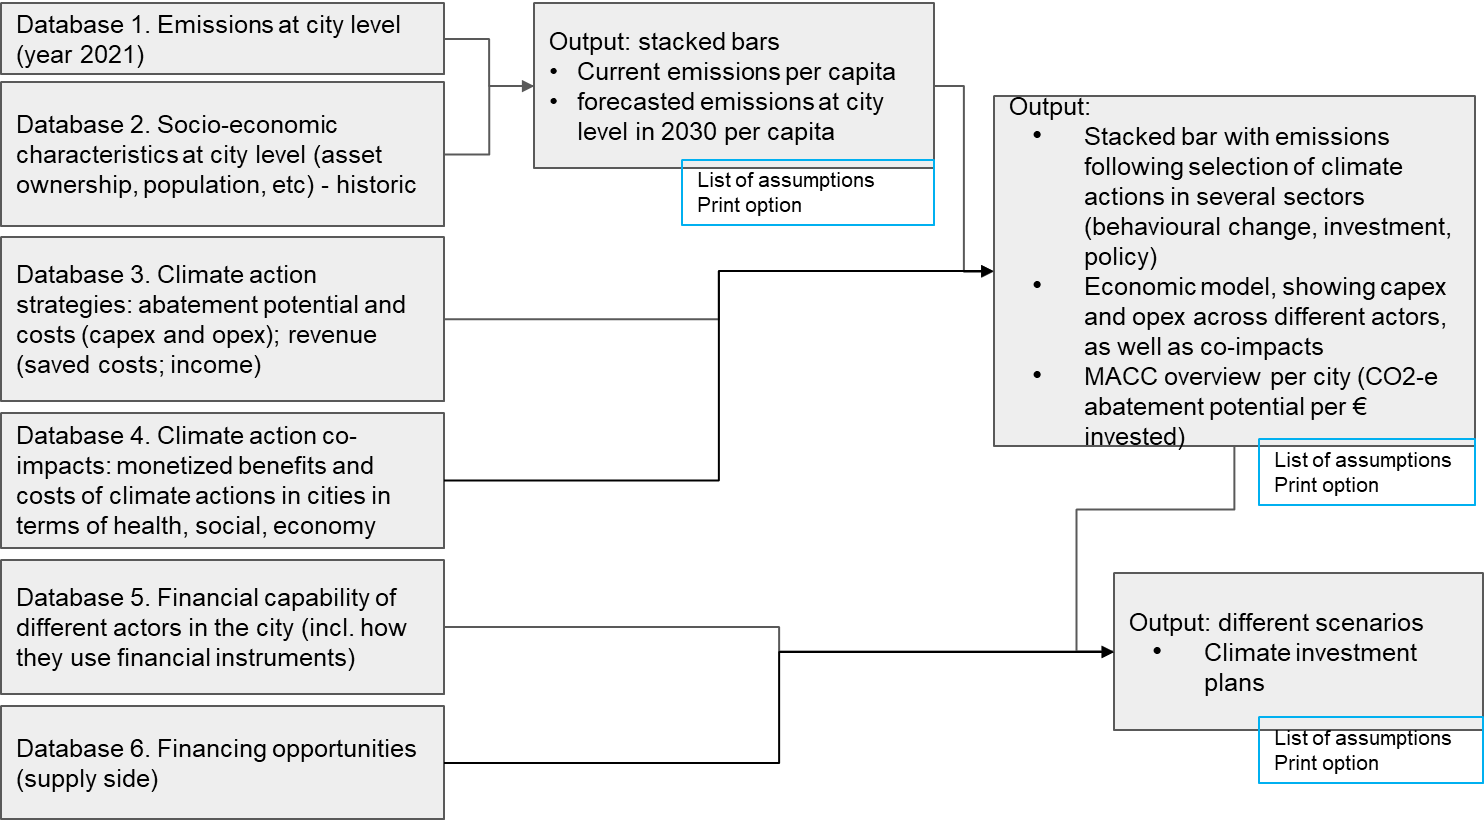 Database 1. Emissions at city level
(year 2021)
Database 2. Socio-economic
characteristics at city level (asset
ownership, population, etc) - historic
Database 3. Climate action
strategies: abatement potential and
costs (capex and opex); revenue
(saved costs; income)
Database 4. Climate action co-
impacts: monetized benefits and
costs of climate actions in cities in
terms of health, social, economy
Database 5. Financial capability of
different actors in the city (incl. how
they use financial instruments)
Database 6. Financing opportunities
(supply side)
Output: stacked bars
• Current emissions per capita
• forecasted emissions at city
level in 2030 per capita
List of assumptions
Print option
Output:
• Stacked bar with emissions
following selection of climate
actions in several sectors
(behavioural change, investment,
policy)
• Economic model, showing capex
and opex across different actors,
as well as co-impacts
• MACC overview per city (CO2-e
abatement potential per €
invested)
List of assumptions
Print option
Output: different scenarios
• Climate investment
plans
List of assumptions
Print option